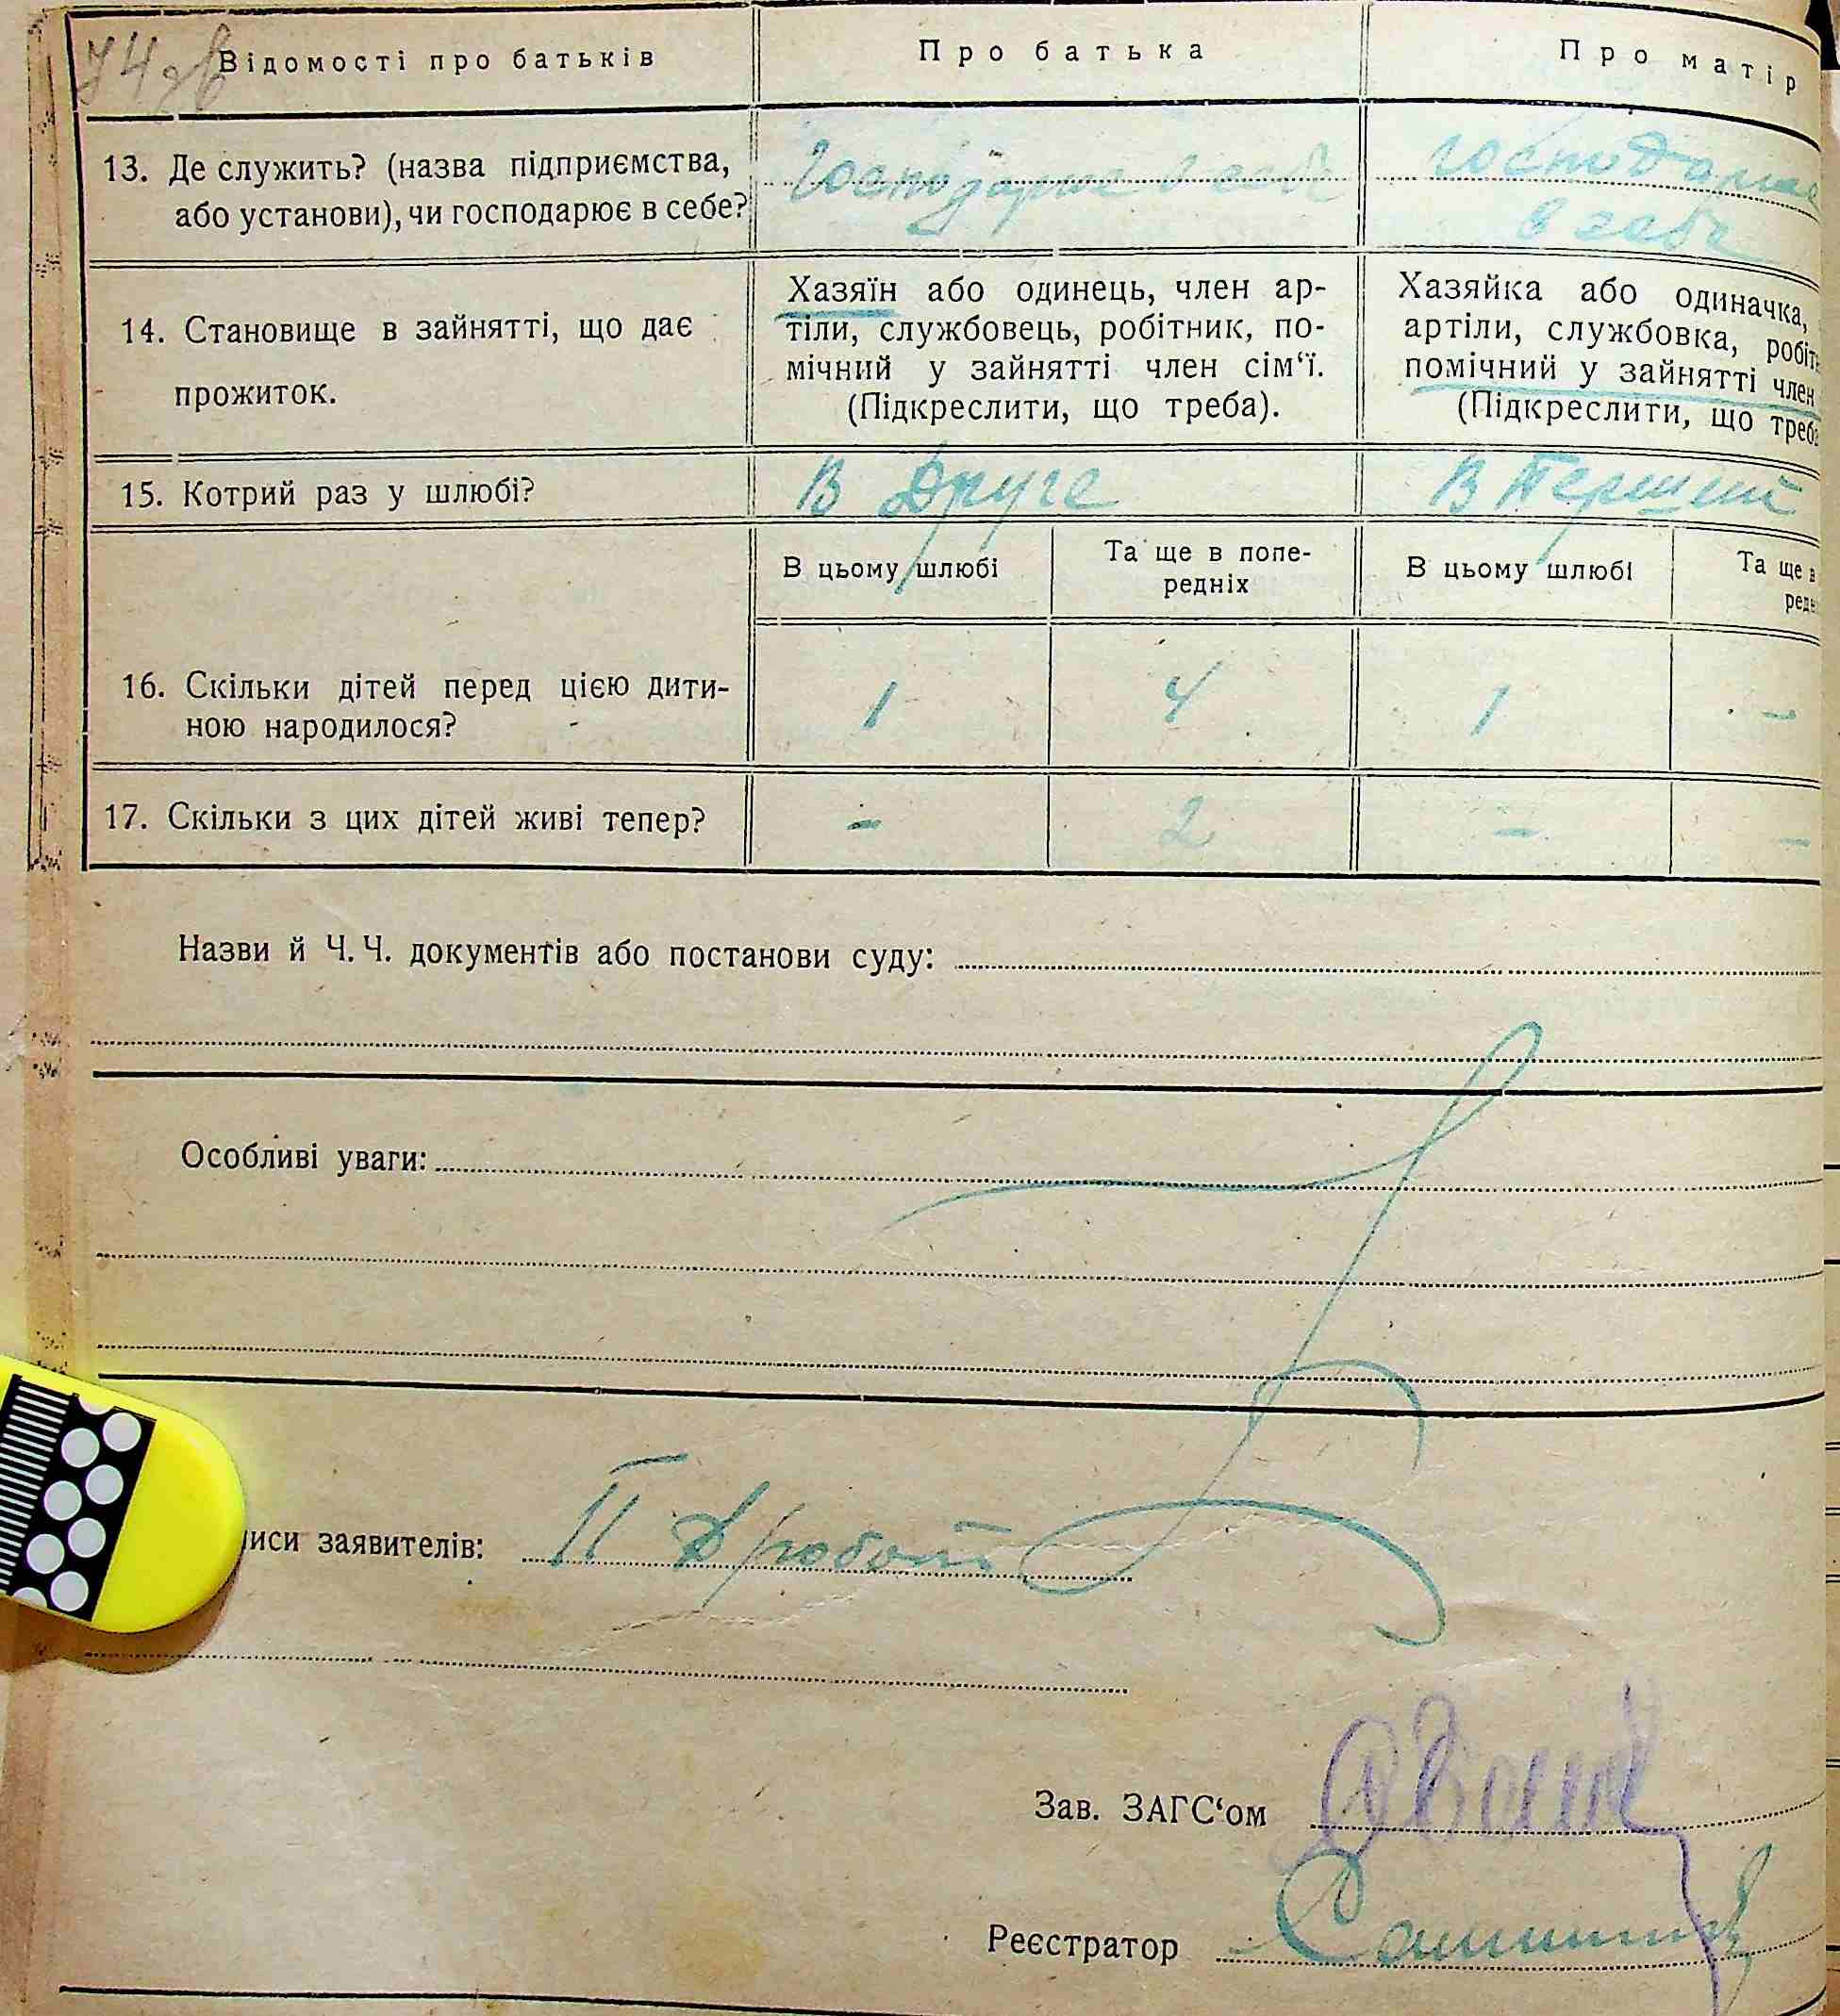 74 зв
Відомості про батьків
Про батька
Про матір
13. Де служить? (назва підприємства,
або установи), чи господарює в себе?
Господарює в себе
господарює
в себе
14. Становище в зайнятті, що дає
прожиток.
Хазяїн або одинець, член ар-
тіли, службовець, робітник, по-
мічний у зайнятті член сім‘ї.
(Підкреслити, що треба).
Хазяйка або одиначка,
артіли, службовка, робіт
помічний у зайнятті член
(Підкреслити, що треба
15. Котрий раз у шлюбі?
В Друге
В Перший
В цьому шлюбі
Та ще в попе-
редніх
В цьому шлюбі
Та ще в
ред
16. Скільки дітей перед цією дити-
ною народилося?
1
4
1
-
17. Скільки з цих дітей живі тепер?
-
2
-
-
Назви й Ч. Ч. документів або постанови суду:
Особливі уваги:
иси заявителів:
П Дробот
Зав. ЗАГС‘ом
Реєстратор